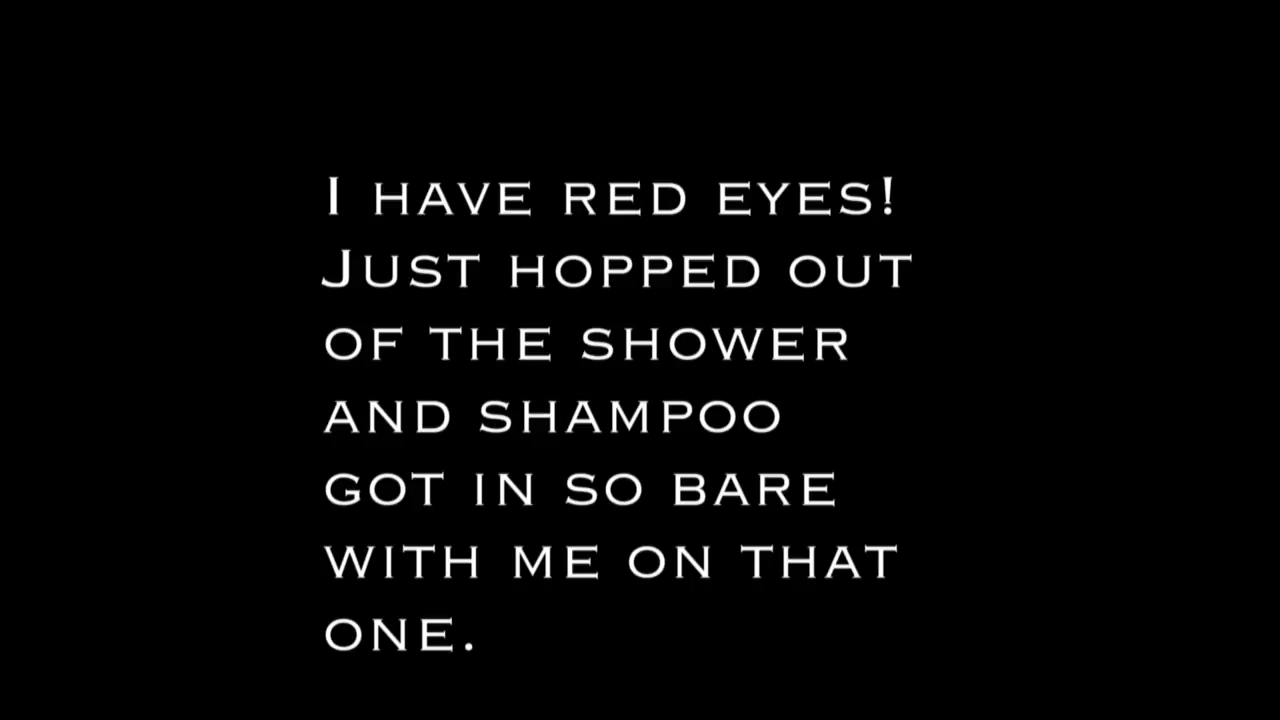 I HAVE RED EYES!
JUST HOPPED OUT
OF THE SHOWER
AND SHAMPOO
GOT IN SO BARE
WITH ME ON THAT
ONE.